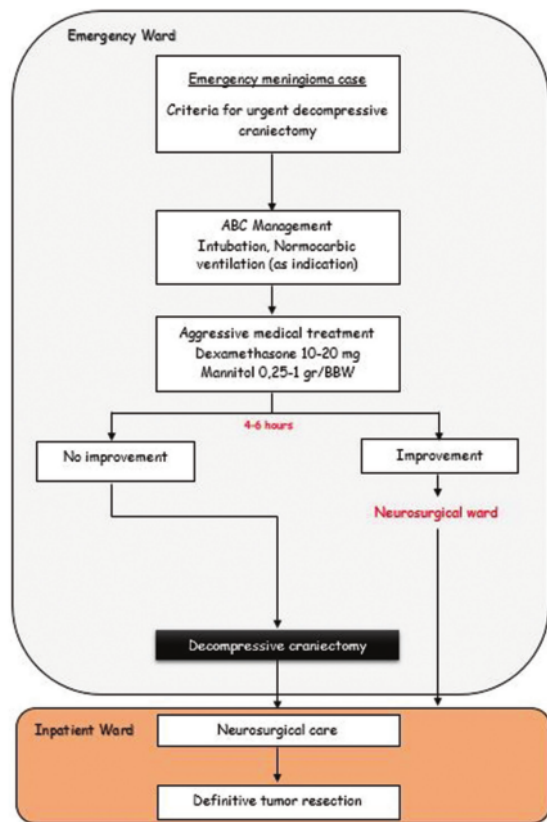 Emergency Ward
Emergency meningioma case
Criteria for urgent decompressive
craniectomy
ABC Management
Intubation, Normocarbic
ventilation (as indication)
Aggressive medical treatment
Dexamethasone 10-20 mg
Mannitol 0,25-1 gr/BBW
4-6 hours
No improvement
Improvement
Neurosurgical ward
Decompressive craniectomy
Inpatient Ward
Neurosurgical care
Definitive tumor resection